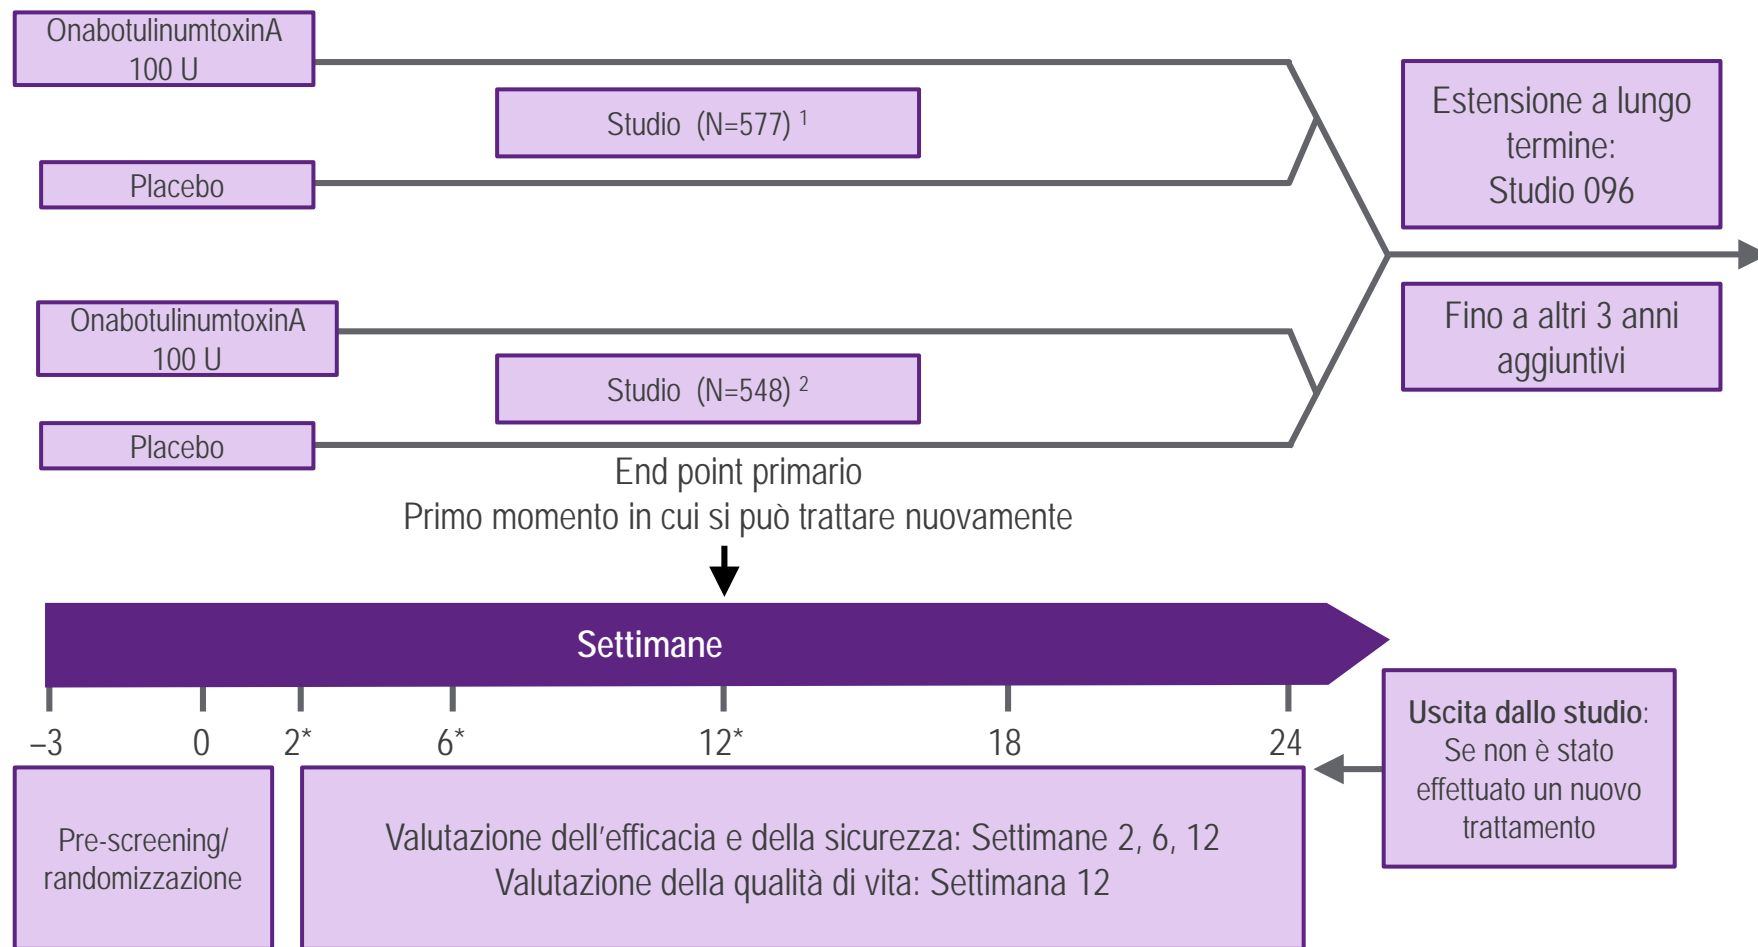 OnabotulinumtoxinA
100 U
Studio (N=577) 1
Placebo
Estensione a lungo
termine:
Studio 096
OnabotulinumtoxinA
100 U
Studio (N=548) 2
Placebo
Fino a altri 3 anni
aggiuntivi
End point primario
Primo momento in cui si può trattare nuovamente
Settimane
–3 0 2* 6* 12* 18 24
Uscita dallo studio:
Se non è stato
effettuato un nuovo
trattamento
Pre-screening/
randomizzazione
Valutazione dell'efficacia e della sicurezza: Settimane 2, 6, 12
Valutazione della qualità di vita: Settimana 12